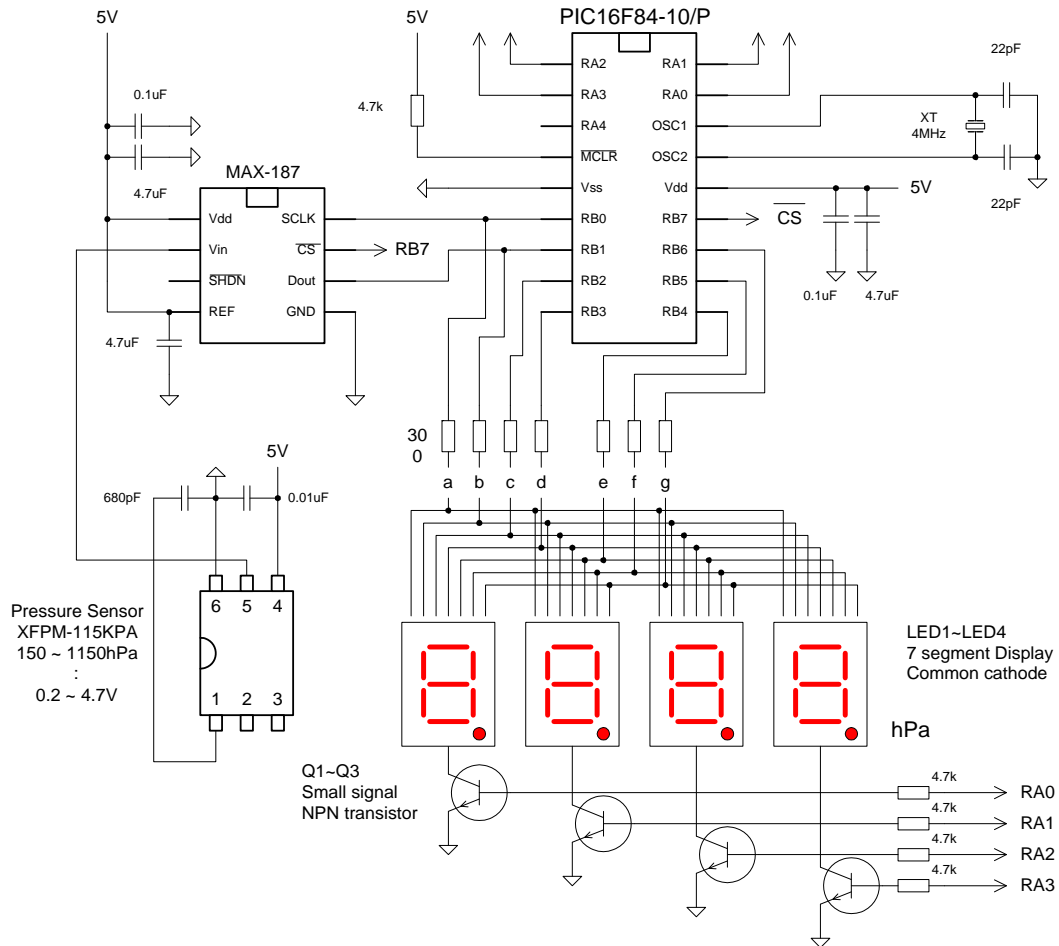 5V
5V
PIC16F84-10/P
0.1uF
4.7uF
4.7k
RA2
RA3
RA4
MCLR
Vss
RB0
RB1
RB2
RB3
RA1
RA0
OSC1
OSC2
Vdd
RB7
RB6
RB5
RB4
22pF
XT
4MHz
22pF
5V
CS
0.1uF
4.7uF
MAX-187
Vdd
Vin
SHDN
REF
SCLK
CS
Dout
GND
RB7
4.7uF
30
0
a b c d e f g
5V
680pF
0.01uF
6 5 4
1 2 3
Pressure Sensor
XFPM-115KPA
150 ~ 1150hPa
:
0.2 ~ 4.7V
LED1~LED4
7 segment Display
Common cathode
hPa
Q1~Q3
Small signal
NPN transistor
4.7k
RA0
4.7k
RA1
4.7k
RA2
4.7k
RA3